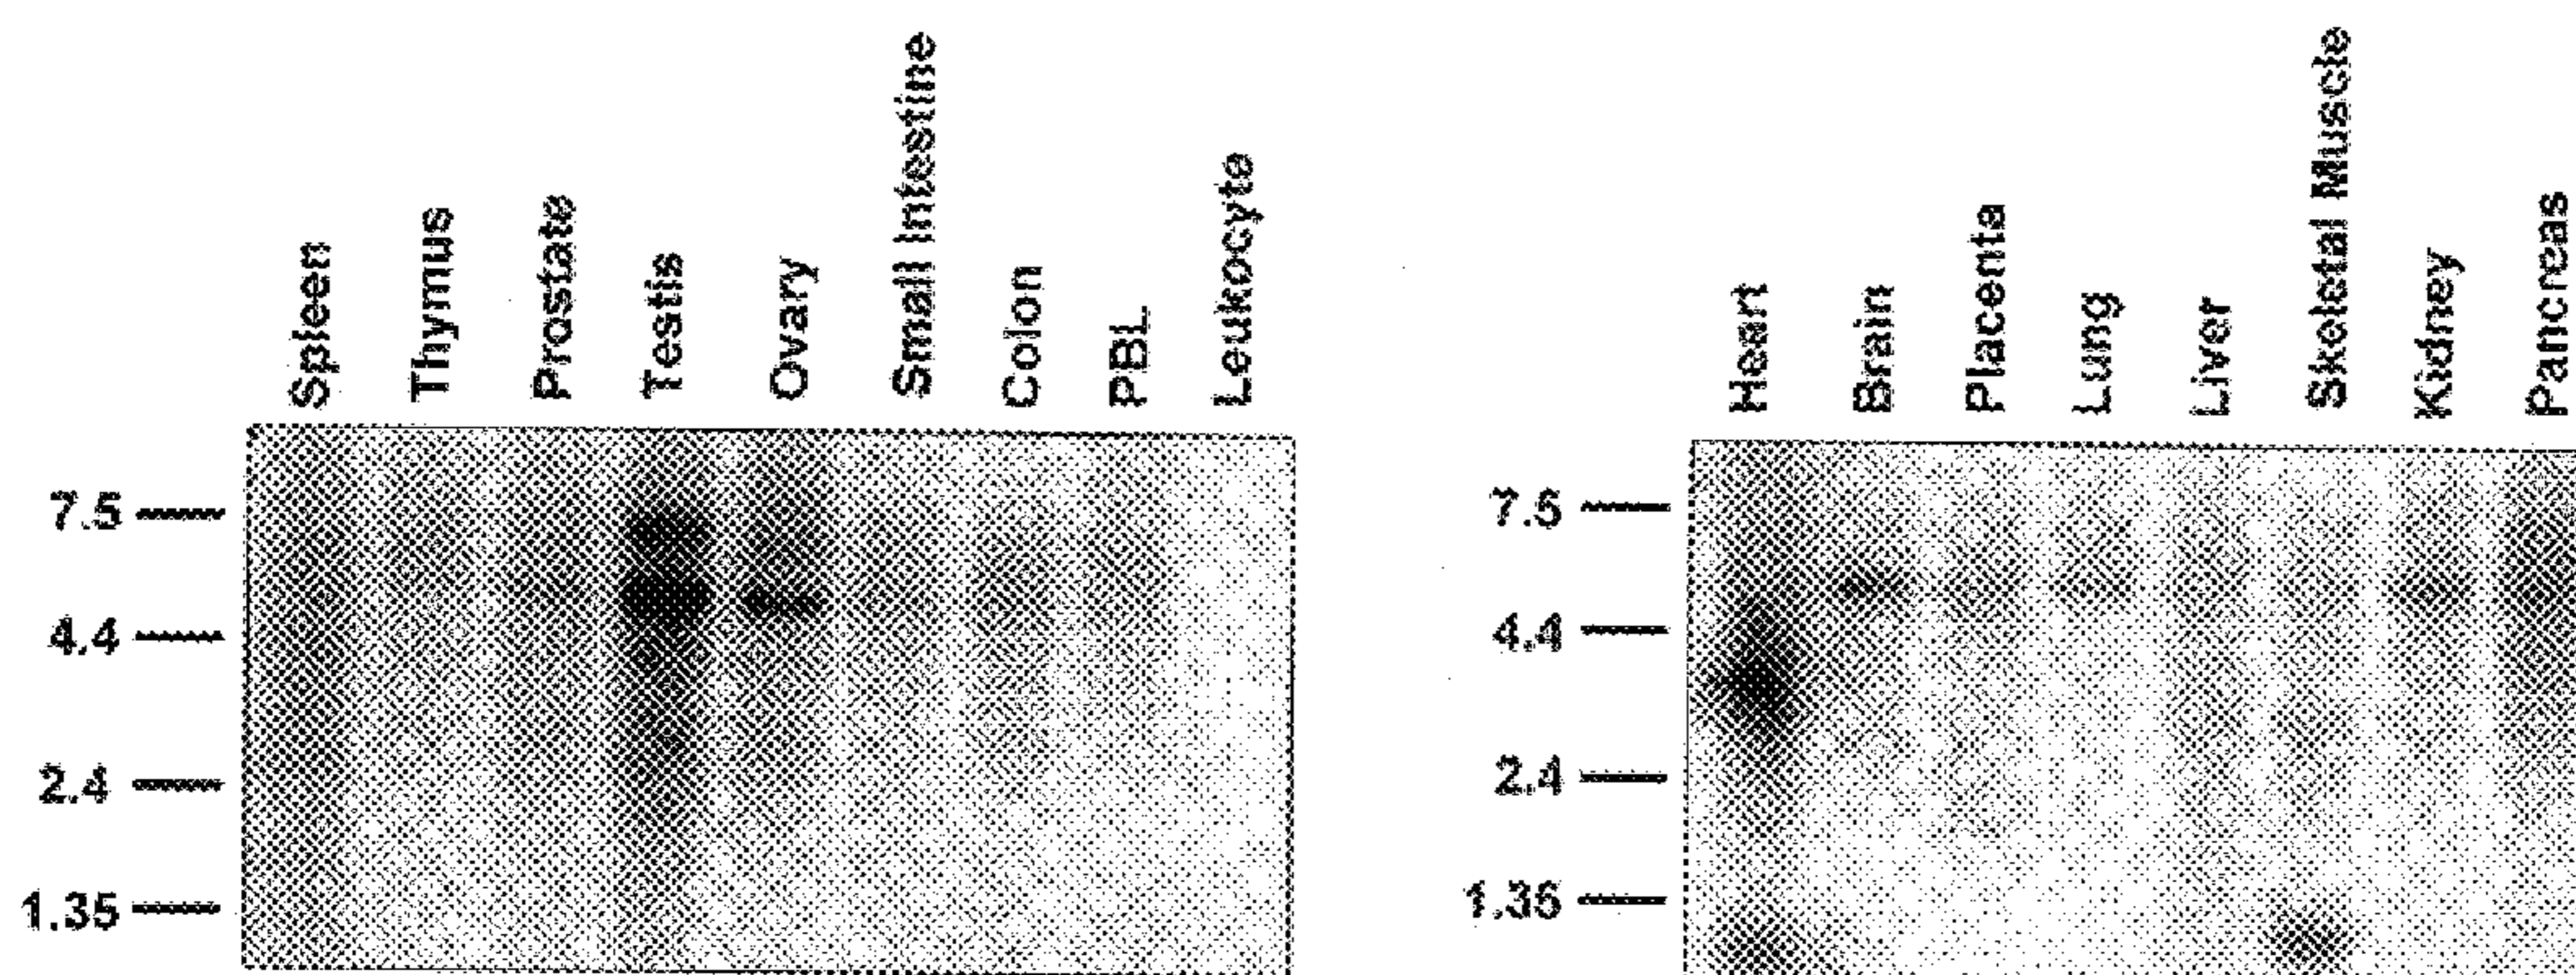 Spleen
Thymus
Prostate
Testis
Ovary
Small Intestine
Colon
PBL
Leukocyte
7.5
4.4
2.4
1.35
Heart
Brain
Placenta
Lung
Liver
Skeletal Muscle
Kidney
Pancreas
7.5
4.4
2.4
1.35